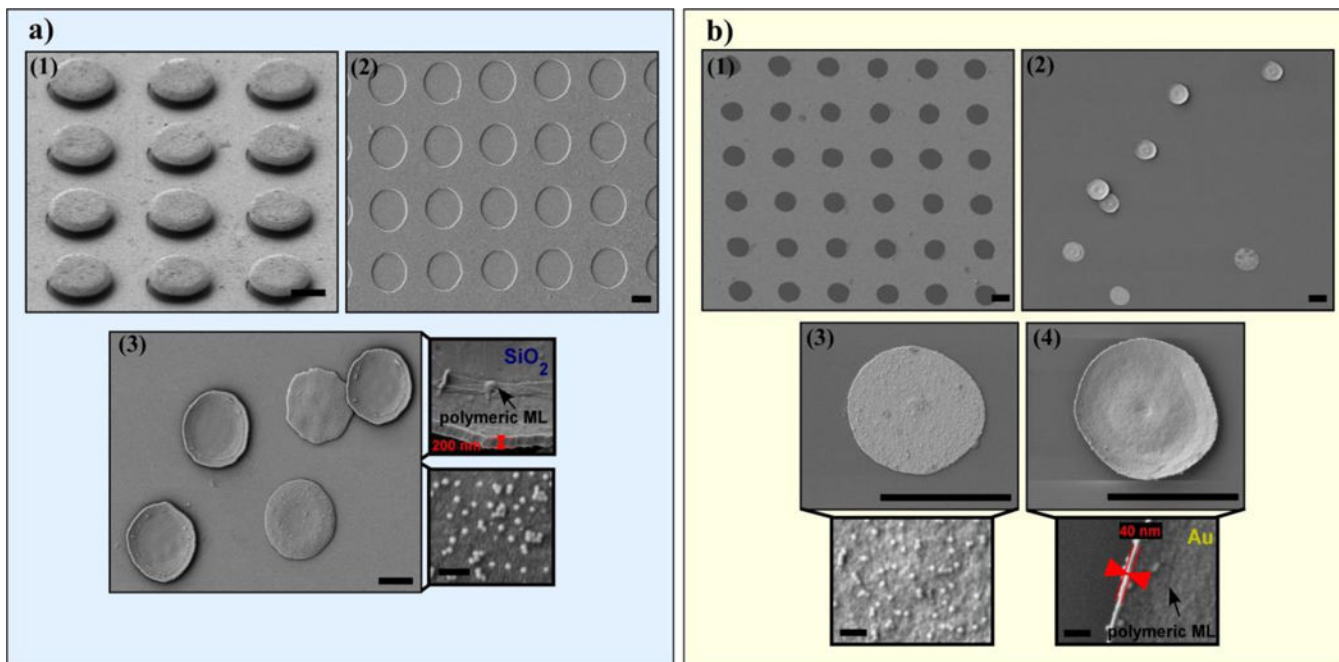 a)
(1)
(2)
(3)
SiO2
polymeric ML
200 nm
b)
(1)
(2)
(3)
(4)
40 nm
Au
polymeric ML